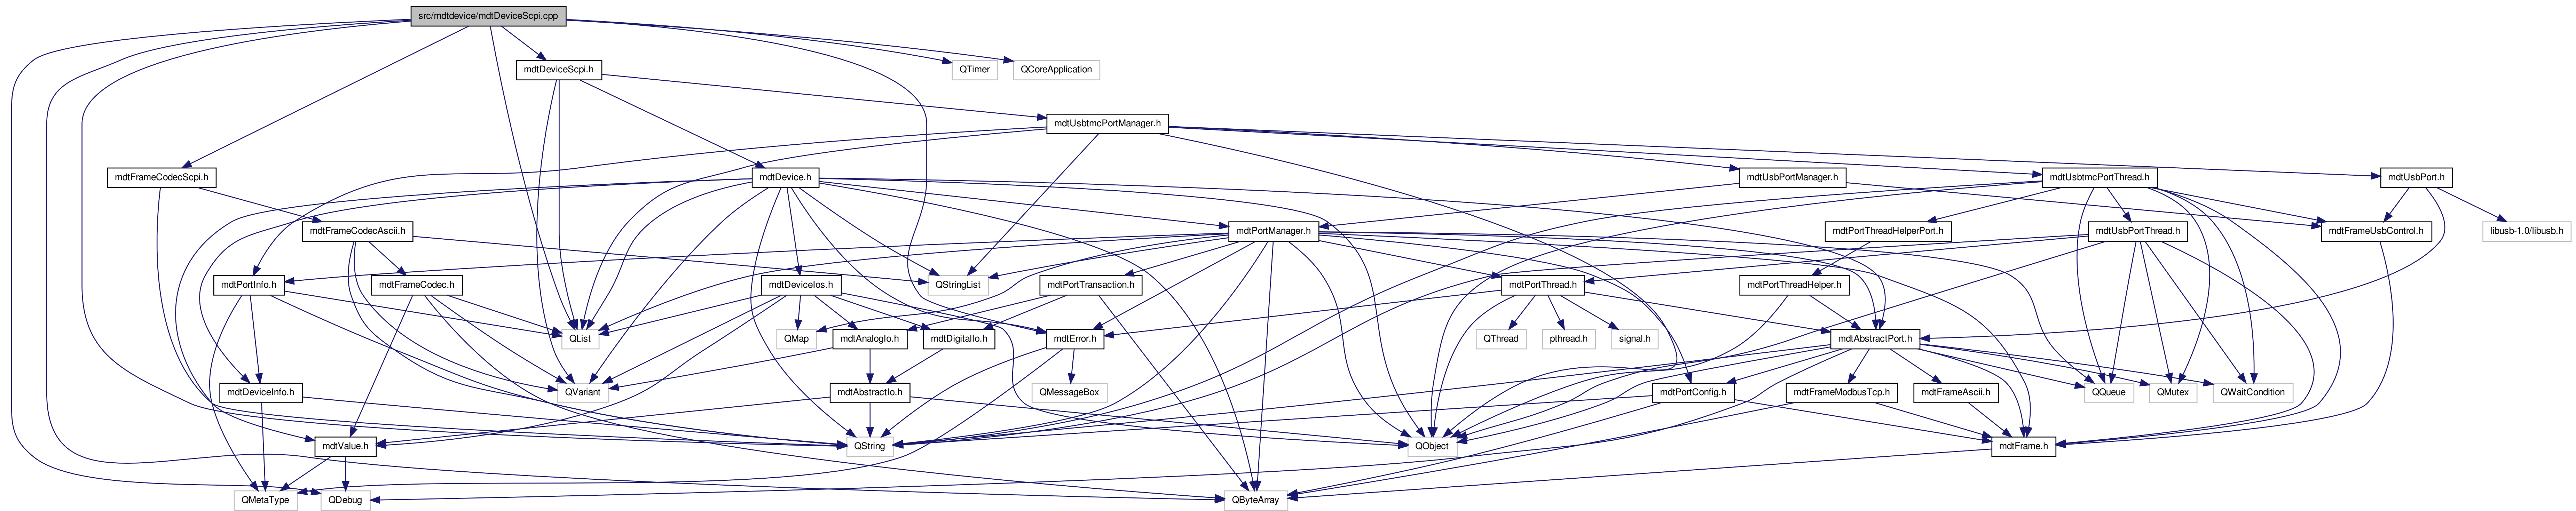 src/mdtdevice/mdtDeviceScpi.cpp
mdtDeviceScpi.h
QTimer
QCoreApplication
mdtUsbtmcPortManager.h
mdtFrameCodecScpi.h
mdtDevice.h
mdtUsbPortManager.h
mdtUsbtmcPortThread.h
mdtUsbPort.h
mdtFrameCodecAscii.h
mdtPortManager.h
mdtPortThreadHelperPort.h
mdtUsbPortThread.h
mdtFrameUsbControl.h
libusb-1.0/libusb.h
mdtPortInfo.h
mdtFrameCodec.h
mdtDeviceIos.h
QStringList
mdtPortTransaction.h
mdtPortThread.h
mdtPortThreadHelper.h
QList
QMap
mdtAnalogIo.h
mdtDigitalIo.h
mdtError.h
QThread
pthread.h
signal.h
mdtAbstractPort.h
mdtDeviceInfo.h
QVariant
mdtAbstractIo.h
QMessageBox
mdtPortConfig.h
mdtFrameModbusTcp.h
mdtFrameAscii.h
QQueue
QMutex
QWaitCondition
mdtValue.h
QString
QObject
mdtFrame.h
QMetaType
QDebug
QByteArray